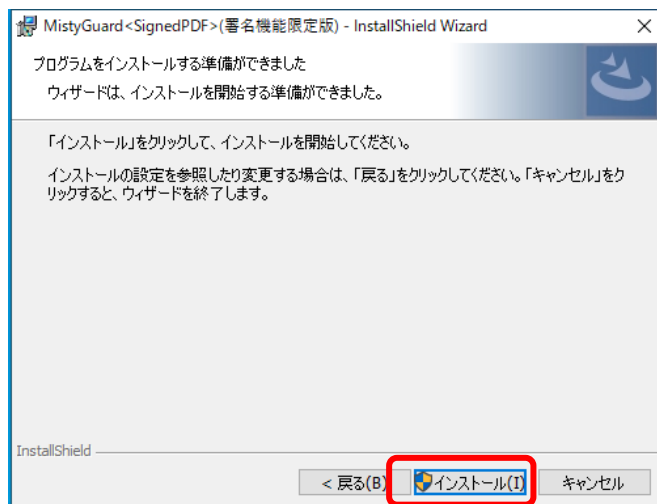 MistyGuard<SignedPDF>(署名機能限定版) - InstallShield Wizard
プログラムをインストールする準備ができました
ウィザードは、インストールを開始する準備ができました。
「インストール」をクリックして、インストールを開始してください。
インストールの設定を参照したり変更する場合は、「戻る」をクリックしてください。「キャンセル」をク
リックすると、ウィザードを終了します。
InstallShield
< 戻る(B) インストール(I) キャンセル